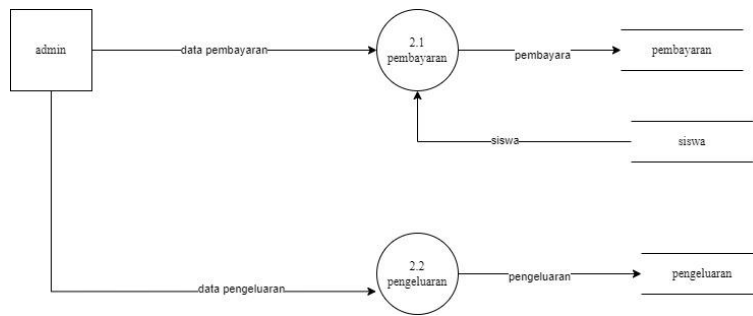 admin
data pembayaran
2.1
pembayaran
pembayara
pembayaran
siswa
siswa
data pengeluaran
2.2
pengeluaran
pengeluaran
pengeluaran